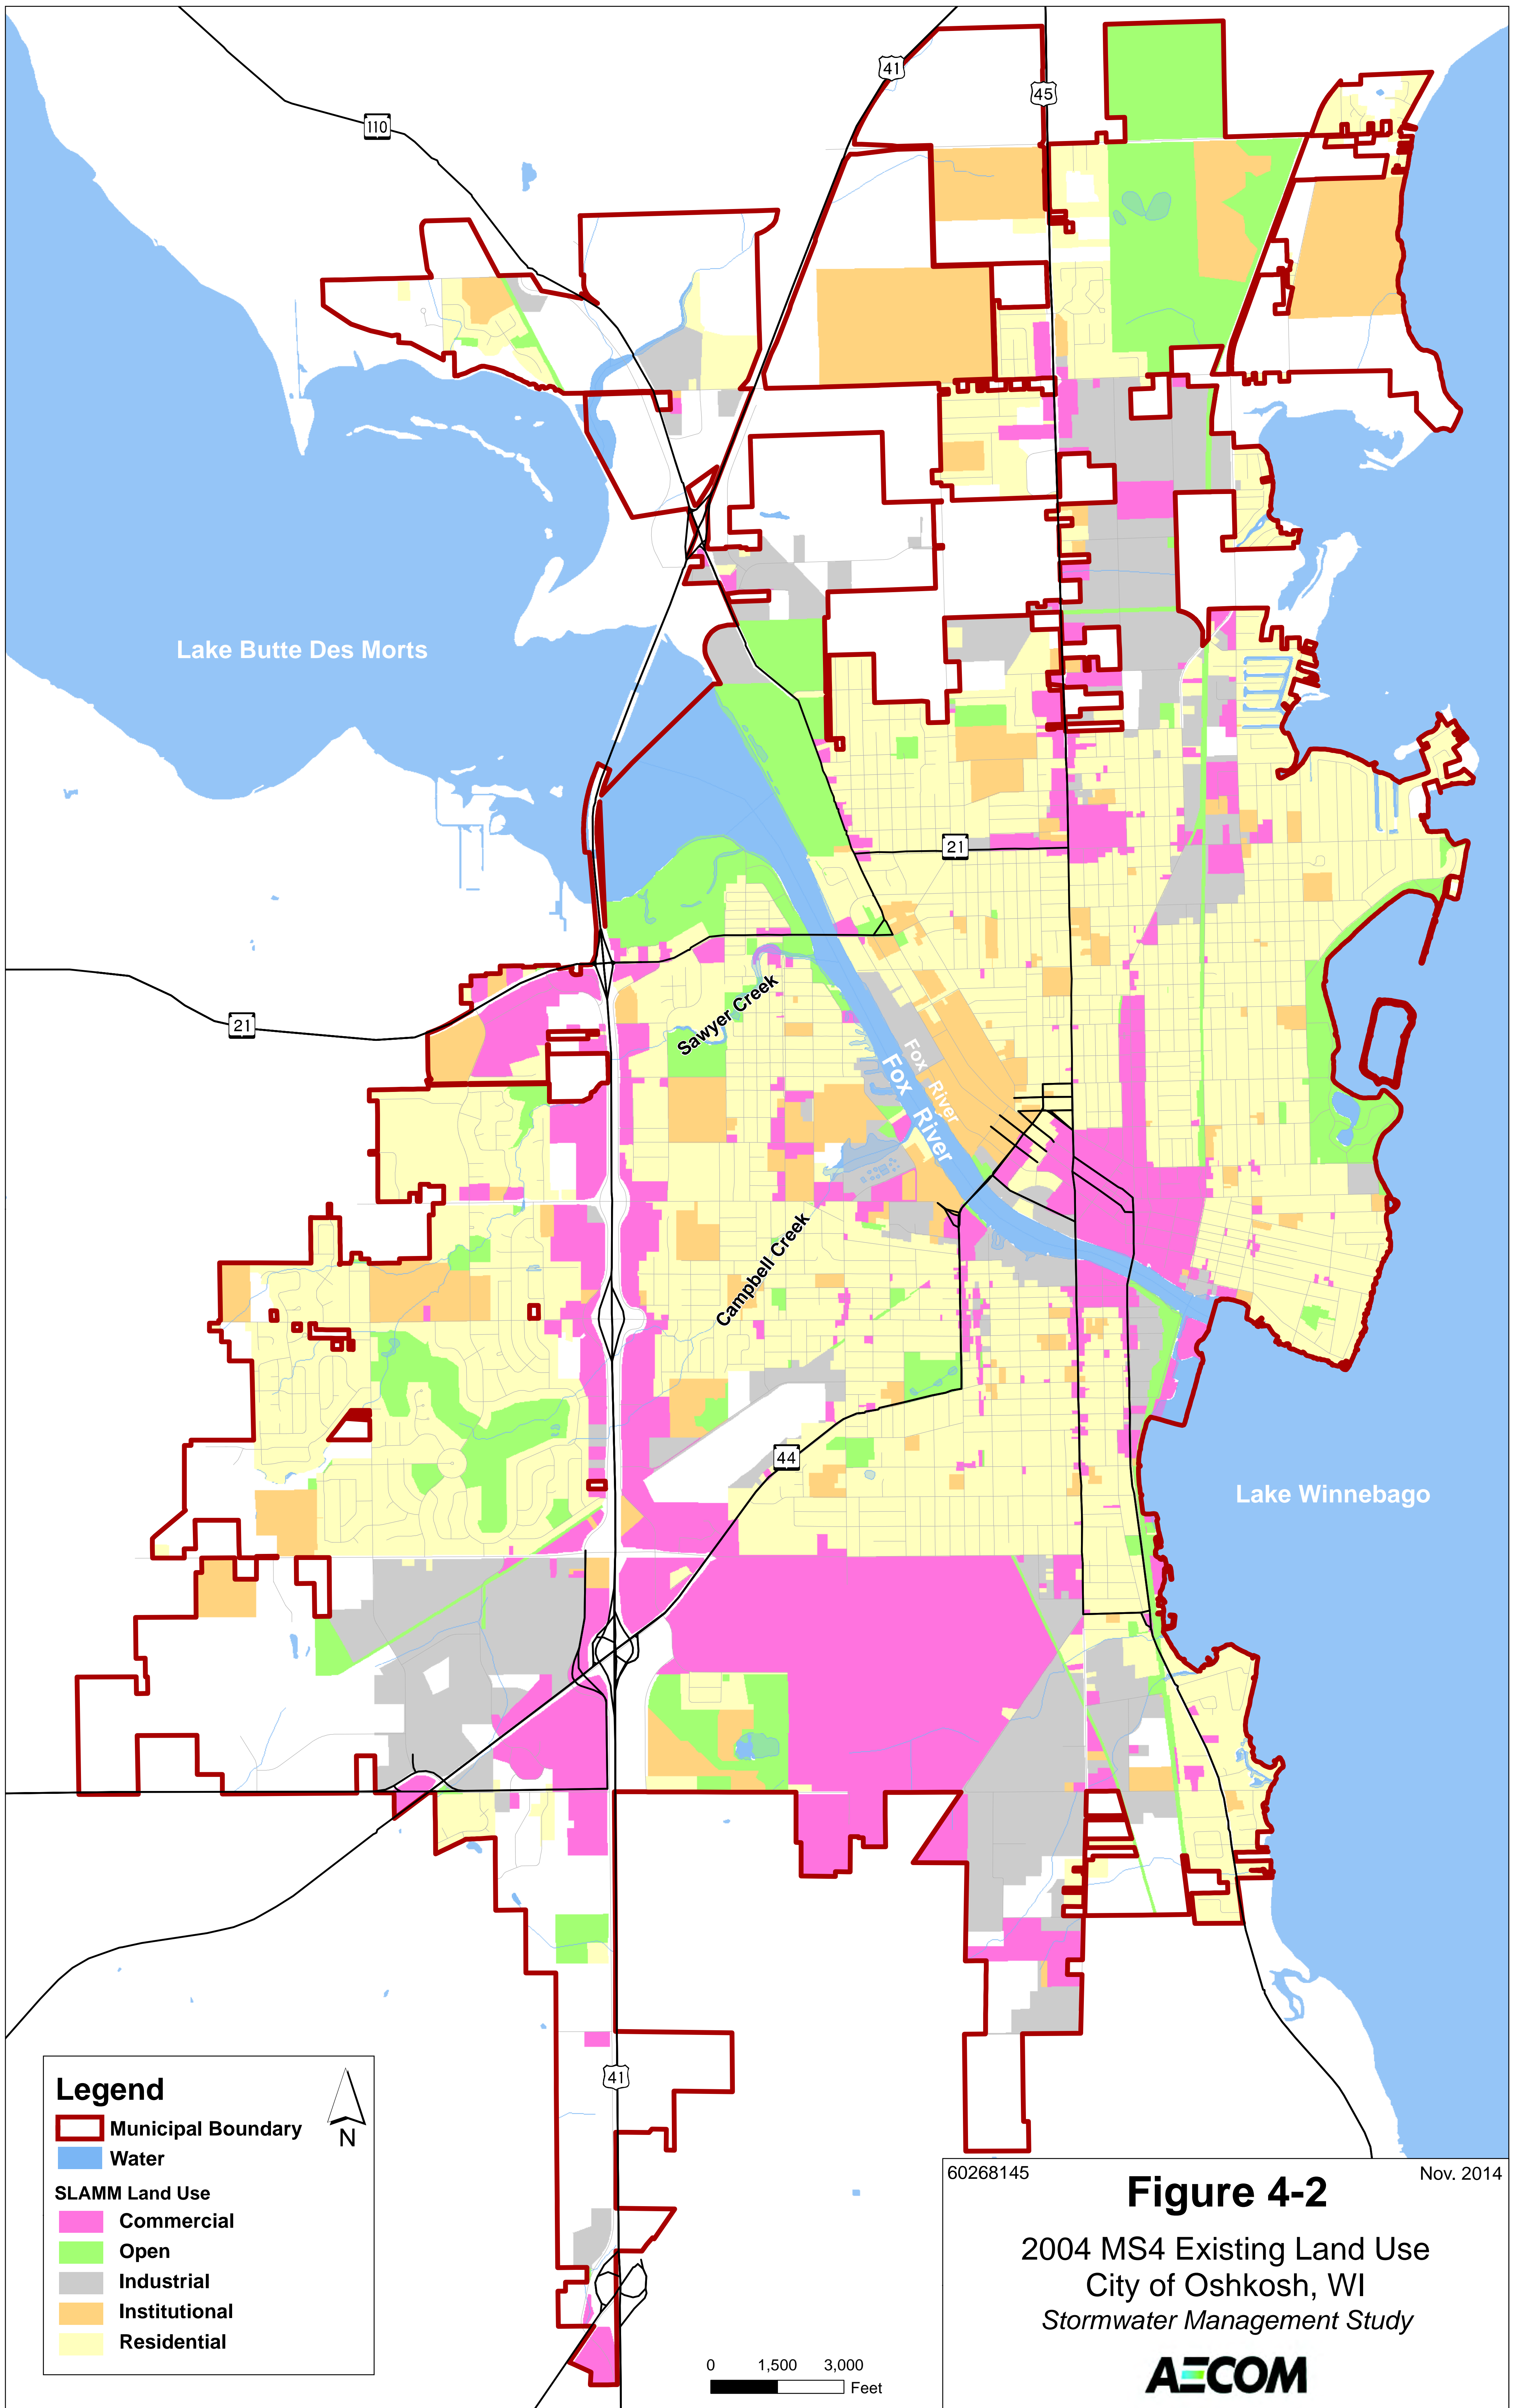 41
45
110
Lake Butte Des Morts
21
21
Sawyer Creek
Fox River
Fox River
Campbell Creek
44
Lake Winnebago
41
Legend
N
Municipal Boundary
Water
SLAMM Land Use
Commercial
Open
Industrial
Institutional
Residential
0 1,500 3,000
Feet
60268145
Nov. 2014
Figure 4-2
2004 MS4 Existing Land Use
City of Oshkosh, WI
Stormwater Management Study
AECOM